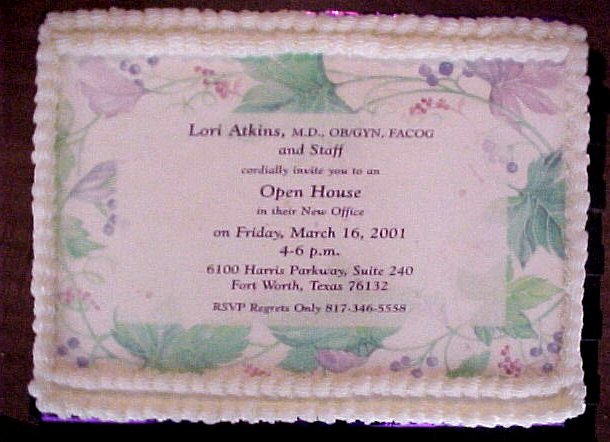 Lori Atkins, M.D., OB/GYN, FACOG
and Staff
cordially invite you to an
Open House
in their New Office
on Friday, March 16, 2001
4-6 p.m.
6100 Harris Parkway, Suite 240
Fort Worth, Texas 76132
RSVP Regrets Only 817-346-5558